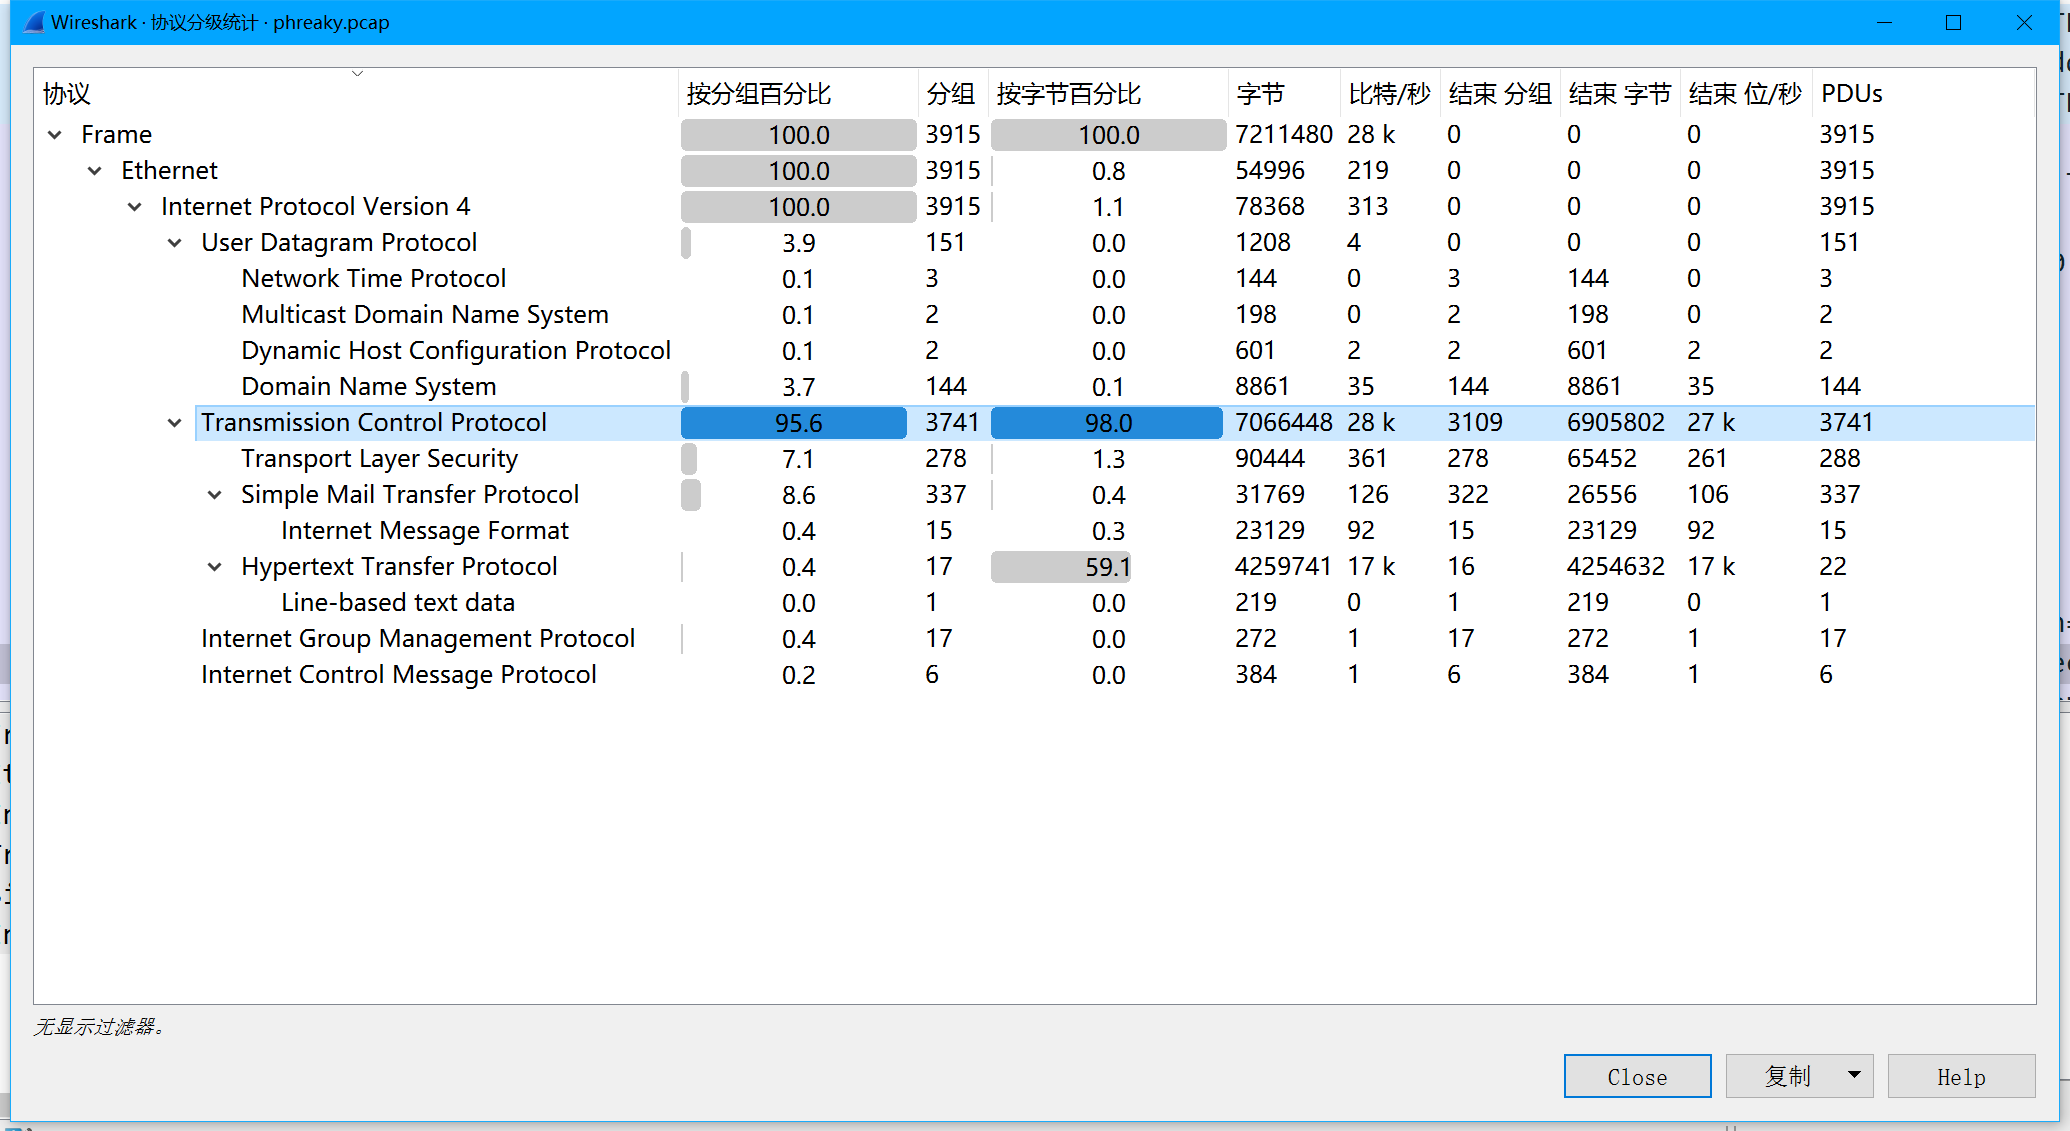 Wireshark · 协议分级统计 · phreaky.pcap
协议 按分组百分比 分组 按字节百分比 字节 比特/秒 结束 分组 结束 字节 结束 位/秒 PDUs
Frame 100.0 3915 100.0 7211480 28 k 0 0 0 3915
Ethernet 100.0 3915 0.8 54996 219 0 0 0 3915
Internet Protocol Version 4 100.0 3915 1.1 78368 313 0 0 0 3915
User Datagram Protocol 3.9 151 0.0 1208 4 0 0 0 151
Network Time Protocol 0.1 3 0.0 144 0 3 144 0 3
Multicast Domain Name System 0.1 2 0.0 198 0 2 198 0 2
Dynamic Host Configuration Protocol 0.1 2 0.0 601 2 2 601 2 2
Domain Name System 3.7 144 0.1 8861 35 144 8861 35 144
Transmission Control Protocol 95.6 3741 98.0 7066448 28 k 3109 6905802 27 k 3741
Transport Layer Security 7.1 278 1.3 90444 361 278 65452 261 288
Simple Mail Transfer Protocol 8.6 337 0.4 31769 126 322 26556 106 337
Internet Message Format 0.4 15 0.3 23129 92 15 23129 92 15
Hypertext Transfer Protocol 0.4 17 59.1 4259741 17 k 16 4254632 17 k 22
Line-based text data 0.0 1 0.0 219 0 1 219 0 1
Internet Group Management Protocol 0.4 17 0.0 272 1 17 272 1 17
Internet Control Message Protocol 0.2 6 0.0 384 1 6 384 1 6
无显示过滤器。
Close 复制 Help